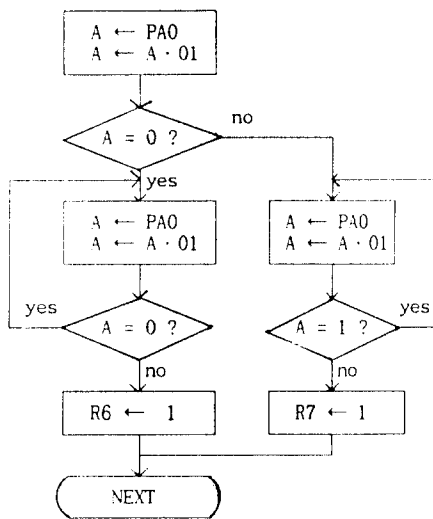 A ← PA0
A ← A · 01
A = 0 ?
no
yes
A ← PA0
A ← A · 01
A ← PA0
A ← A · 01
yes
A = 0 ?
A = 1 ?
yes
no
no
R6 ← 1
R7 ← 1
NEXT